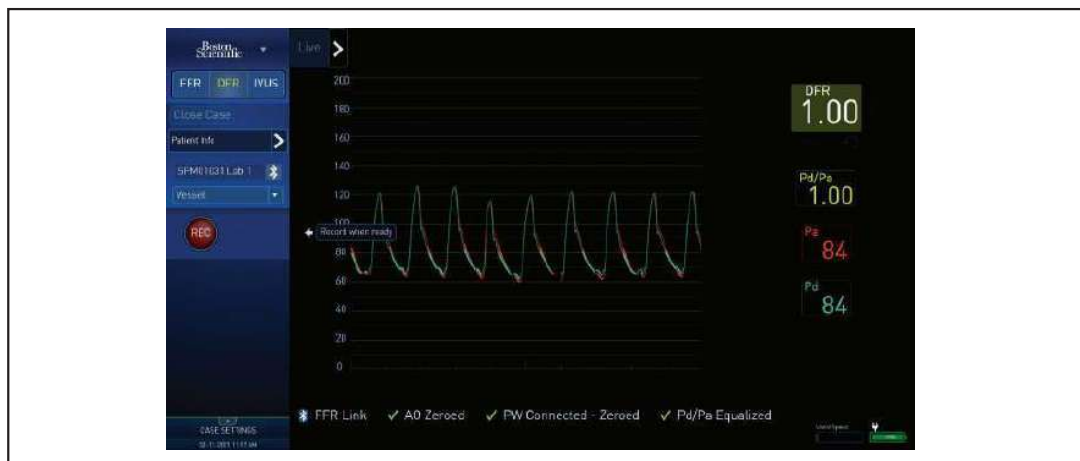 Boston
Scientific
Live
FFR DFR IVUS
Close Case
Patient Info
Vessel
REC
200
180
160
140
120
100
80
60
40
20
0
Record when ready
DFR
1.00
Pd/Pa
1.00
Pa
84
Pd
84
FFR Link
AO Zeroed
PW Connected - Zeroed
Pd/Pa Equalized
CASE SETTINGS